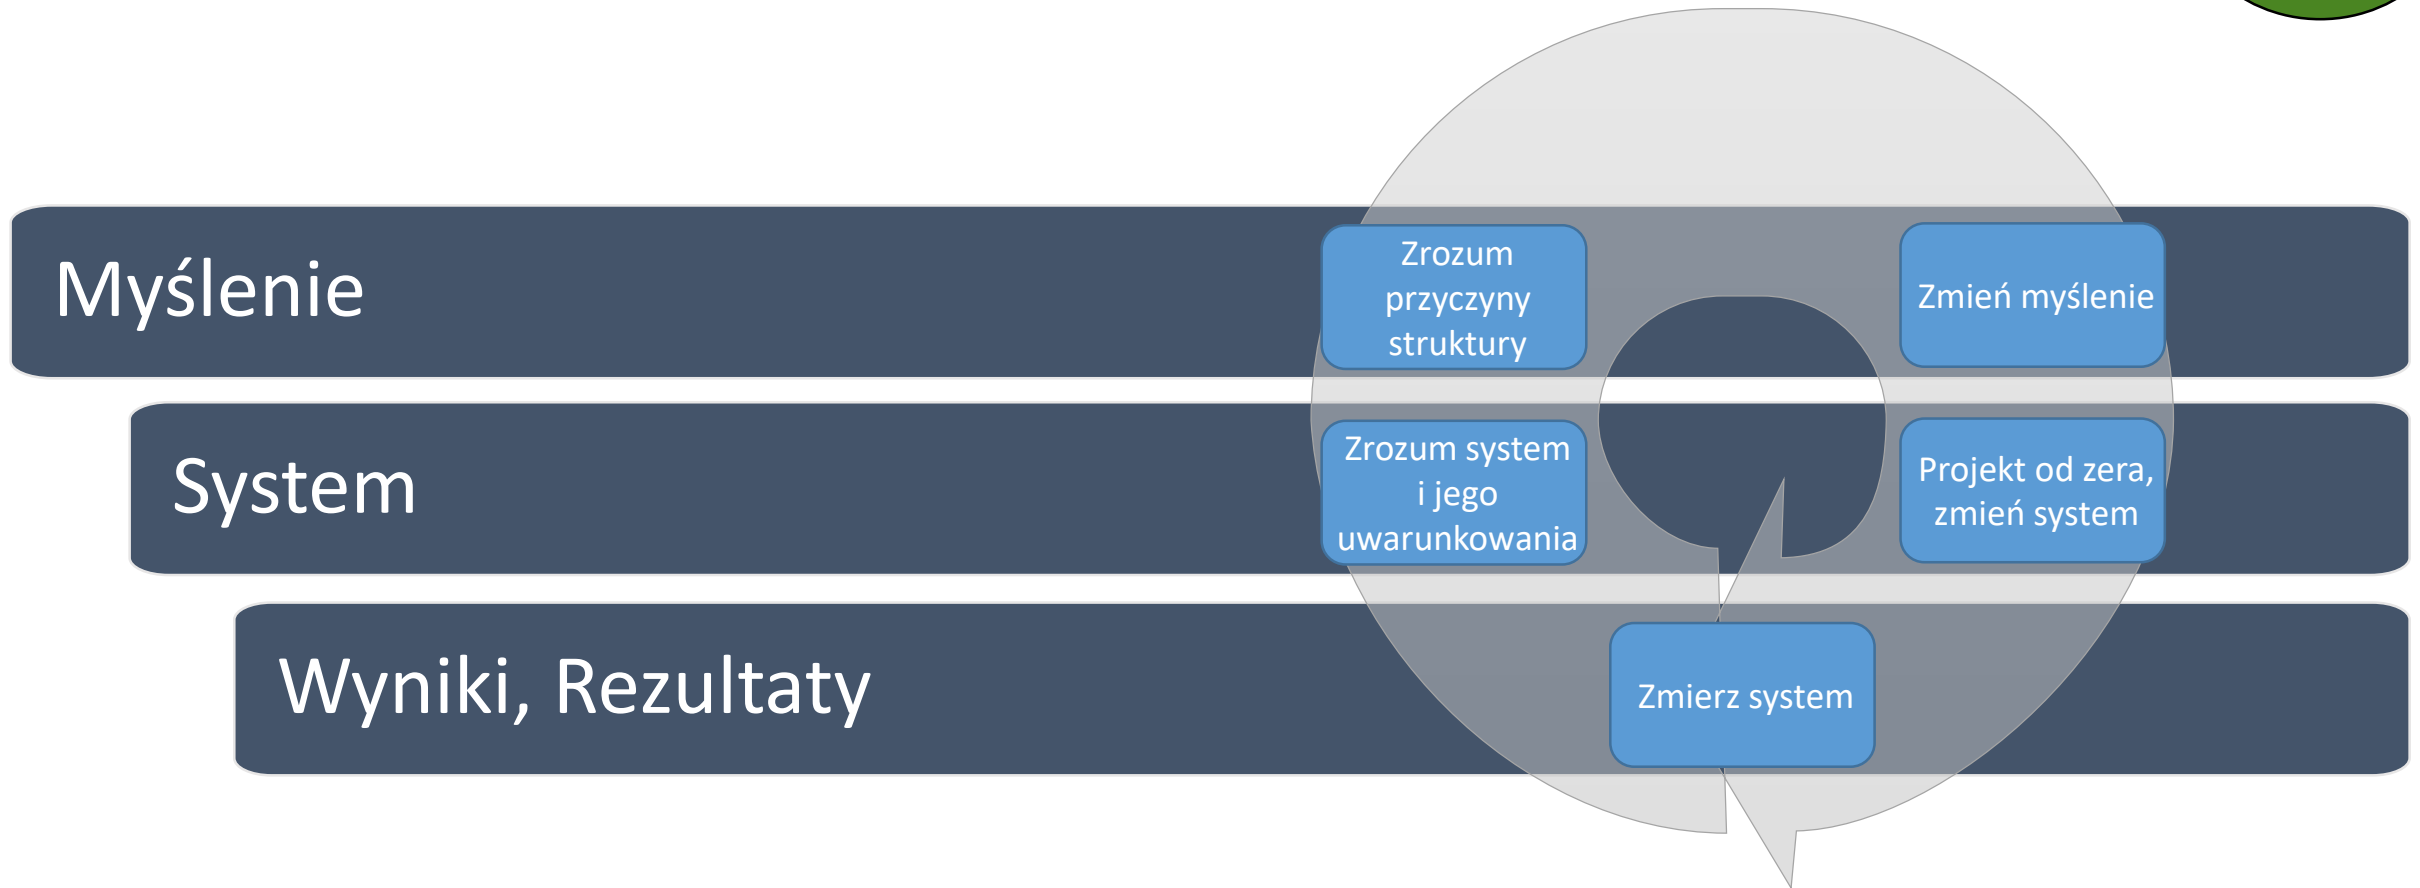 Myślenie
Zrozum
przyczyny
struktury
Zmień myślenie
System
Zrozum system
i jego
uwarunkowania
Projekt od zera,
zmień system
Wyniki, Rezultaty
Zmierz system